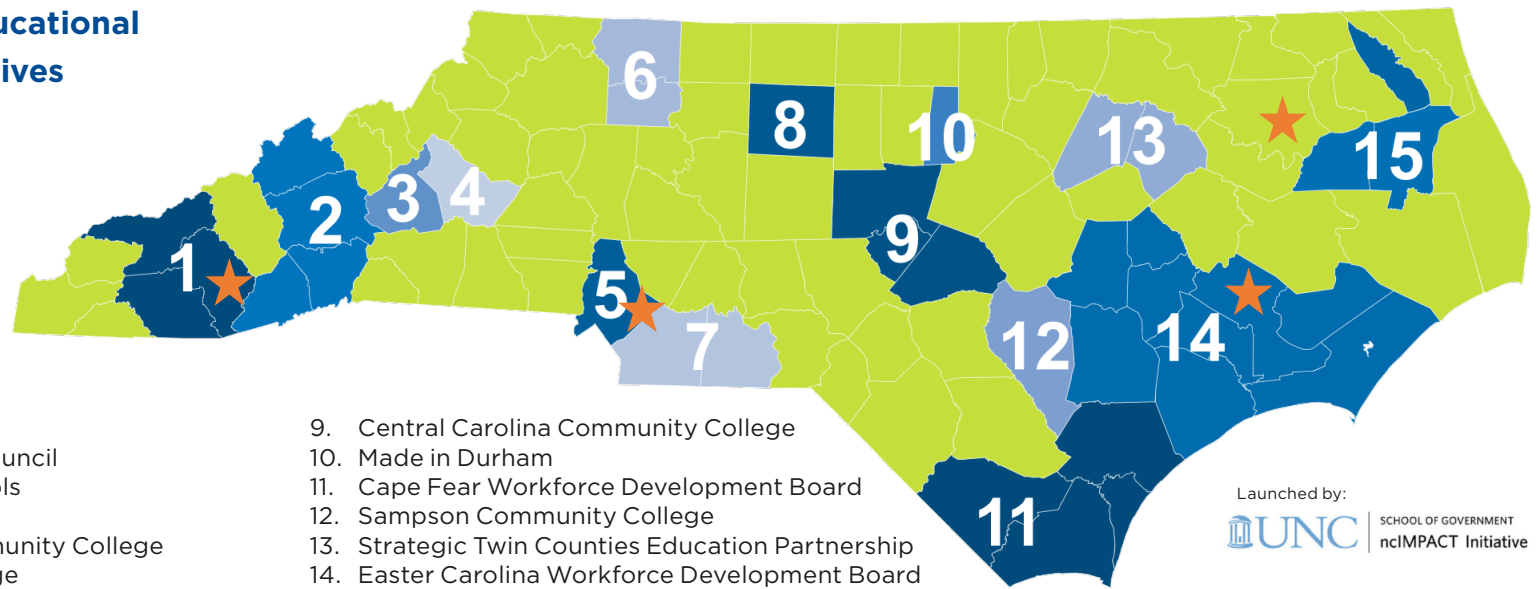 ucational
ives
6
8
10
13
15
3
4
2
9
1
5
7
12
14
11
uncil
ols
munity College
ge
9. Central Carolina Community College
10. Made in Durham
11. Cape Fear Workforce Development Board
12. Sampson Community College
13. Strategic Twin Counties Education Partnership
14. Easter Carolina Workforce Development Board
Launched by:
UNC
SCHOOL OF GOVERNMENT
ncIMPACT Initiative